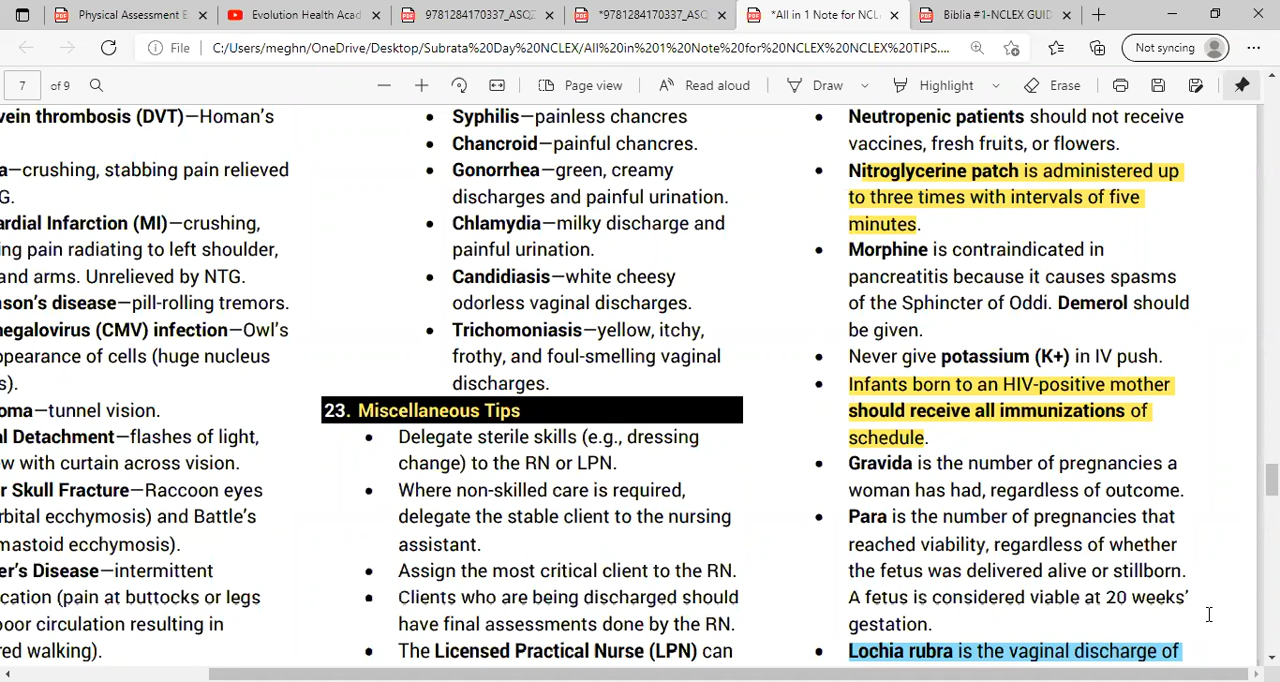 Physical Assessment E
Evolution Health Acad
9781284170337_ASQ
*9781284170337_ASQ
*All in 1 Note for NCL
Biblia #1-NCLEX GUID
File
C:/Users/meghn/OneDrive/Desktop/Subrata%20Day%20NCLEX/All%20in%201%20Note%20for%20NCLEX%20NCLEX%20TIPS....
Not syncing
7 of 9
Page view
Read aloud
Draw
Highlight
Erase
vein thrombosis (DVT)—Homan's
a—crushing, stabbing pain relieved
G.
ardial Infarction (MI)—crushing,
ing pain radiating to left shoulder,
and arms. Unrelieved by NTG.
nson's disease—pill-rolling tremors.
negalovirus (CMV) infection—Owl's
ppearance of cells (huge nucleus
s).
oma—tunnel vision.
al Detachment—flashes of light,
w with curtain across vision.
r Skull Fracture—Raccoon eyes
orbital ecchymosis) and Battle's
mastoid ecchymosis).
er's Disease—intermittent
cation (pain at buttocks or legs
poor circulation resulting in
red walking).
• Syphilis—painless chancres
• Chancroid—painful chancres.
• Gonorrhea—green, creamy
discharges and painful urination.
• Chlamydia—milky discharge and
painful urination.
• Candidiasis—white cheesy
odorless vaginal discharges.
• Trichomoniasis—yellow, itchy,
frothy, and foul-smelling vaginal
discharges.
23. Miscellaneous Tips
• Delegate sterile skills (e.g., dressing
change) to the RN or LPN.
• Where non-skilled care is required,
delegate the stable client to the nursing
assistant.
• Assign the most critical client to the RN.
• Clients who are being discharged should
have final assessments done by the RN.
• The Licensed Practical Nurse (LPN) can
• Neutropenic patients should not receive
vaccines, fresh fruits, or flowers.
• Nitroglycerine patch is administered up
to three times with intervals of five
minutes.
• Morphine is contraindicated in
pancreatitis because it causes spasms
of the Sphincter of Oddi. Demerol should
be given.
• Never give potassium (K+) in IV push.
• Infants born to an HIV-positive mother
should receive all immunizations of
schedule.
• Gravida is the number of pregnancies a
woman has had, regardless of outcome.
• Para is the number of pregnancies that
reached viability, regardless of whether
the fetus was delivered alive or stillborn.
A fetus is considered viable at 20 weeks'
gestation.
• Lochia rubra is the vaginal discharge of